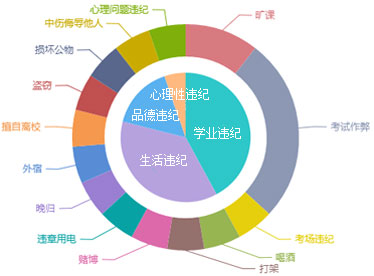 心理问题违纪
中伤侮辱他人
旷课
损坏公物
盗窃
心理性违纪
品德违纪
学业违纪
擅自离校
考试作弊
生活违纪
外宿
晚归
违章用电
考场违纪
赌博
喝酒
打架